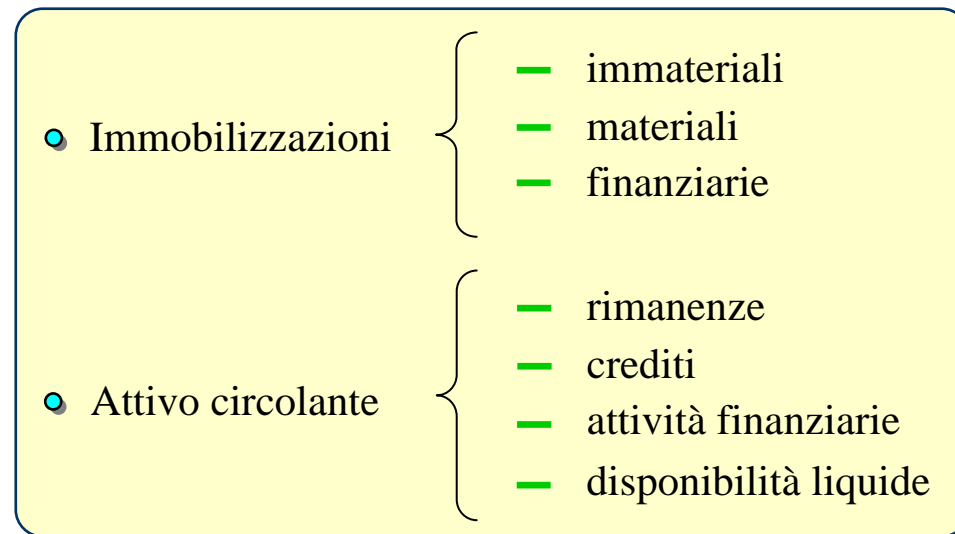 Immobilizzazioni
— immateriali
— materiali
— finanziarie
Attivo circolante
— rimanenze
— crediti
— attività finanziarie
— disponibilità liquide